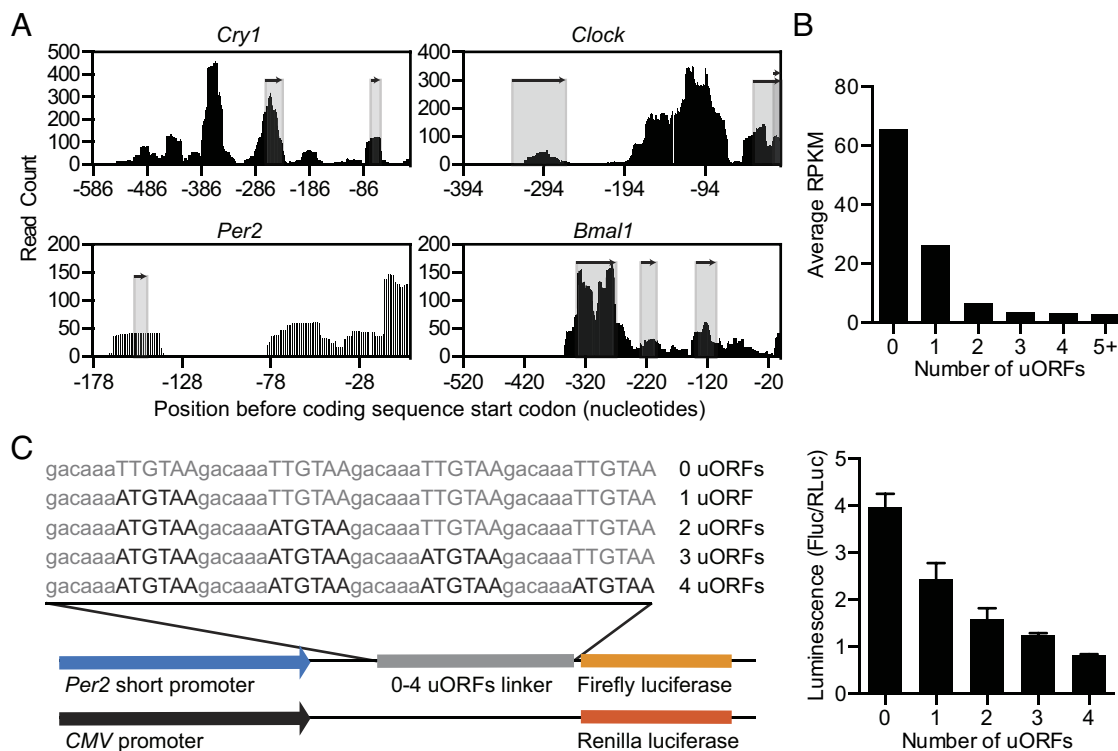 A
Cry1
Clock
500
400
300
200
100
0
-586
-486
-386
-286
-186
-86
400
300
200
100
0
-394
-294
-194
-94
Read Count
Per2
Bmal1
200
150
100
50
0
-178
-128
-78
-28
200
150
100
50
0
-520
-420
-320
-220
-120
-20
Position before coding sequence start codon (nucleotides)
B
Average RPKM
80
60
40
20
0
0 1 2 3 4 5+
Number of uORFs
C
gacaaaTTGTAAgacaaaTTGTAAgacaaaTTGTAAgacaaaTTGTAA 0 uORFs
gacaaaATGTAAgacaaaTTGTAAgacaaaTTGTAAgacaaaTTGTAA 1 uORF
gacaaaATGTAAgacaaaATGTAAgacaaaTTGTAAgacaaaTTGTAA 2 uORFs
gacaaaATGTAAgacaaaATGTAAgacaaaATGTAAgacaaaTTGTAA 3 uORFs
gacaaaATGTAAgacaaaATGTAAgacaaaATGTAAgacaaaATGTAA 4 uORFs
Per2 short promoter
0-4 uORFs linker
Firefly luciferase
CMV promoter
Renilla luciferase
Luminescence (Fluc/RLuc)
5
4
3
2
1
0
0 1 2 3 4
Number of uORFs